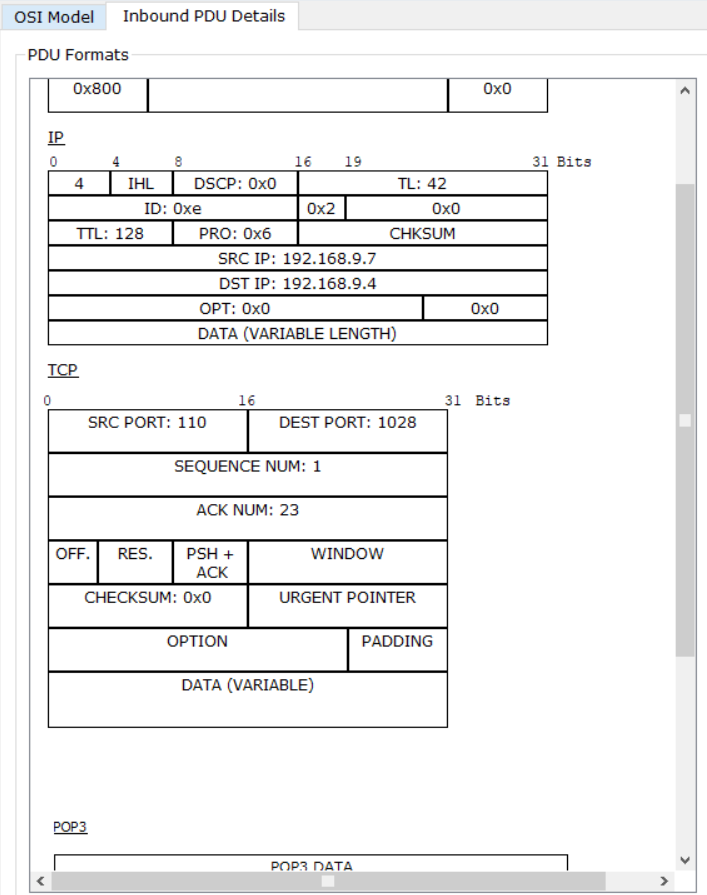 OSI Model Inbound PDU Details
PDU Formats
0x800 0x0
IP
0 4 8 16 19 31 Bits
4 IHL DSCP: 0x0 TL: 42
ID: 0xe 0x2 0x0
TTL: 128 PRO: 0x6 CHKSUM
SRC IP: 192.168.9.7
DST IP: 192.168.9.4
OPT: 0x0 0x0
DATA (VARIABLE LENGTH)
TCP
0 16 31 Bits
SRC PORT: 110 DEST PORT: 1028
SEQUENCE NUM: 1
ACK NUM: 23
OFF. RES. PSH + ACK WINDOW
CHECKSUM: 0x0 URGENT POINTER
OPTION PADDING
DATA (VARIABLE)
POP3
POP3 DATA